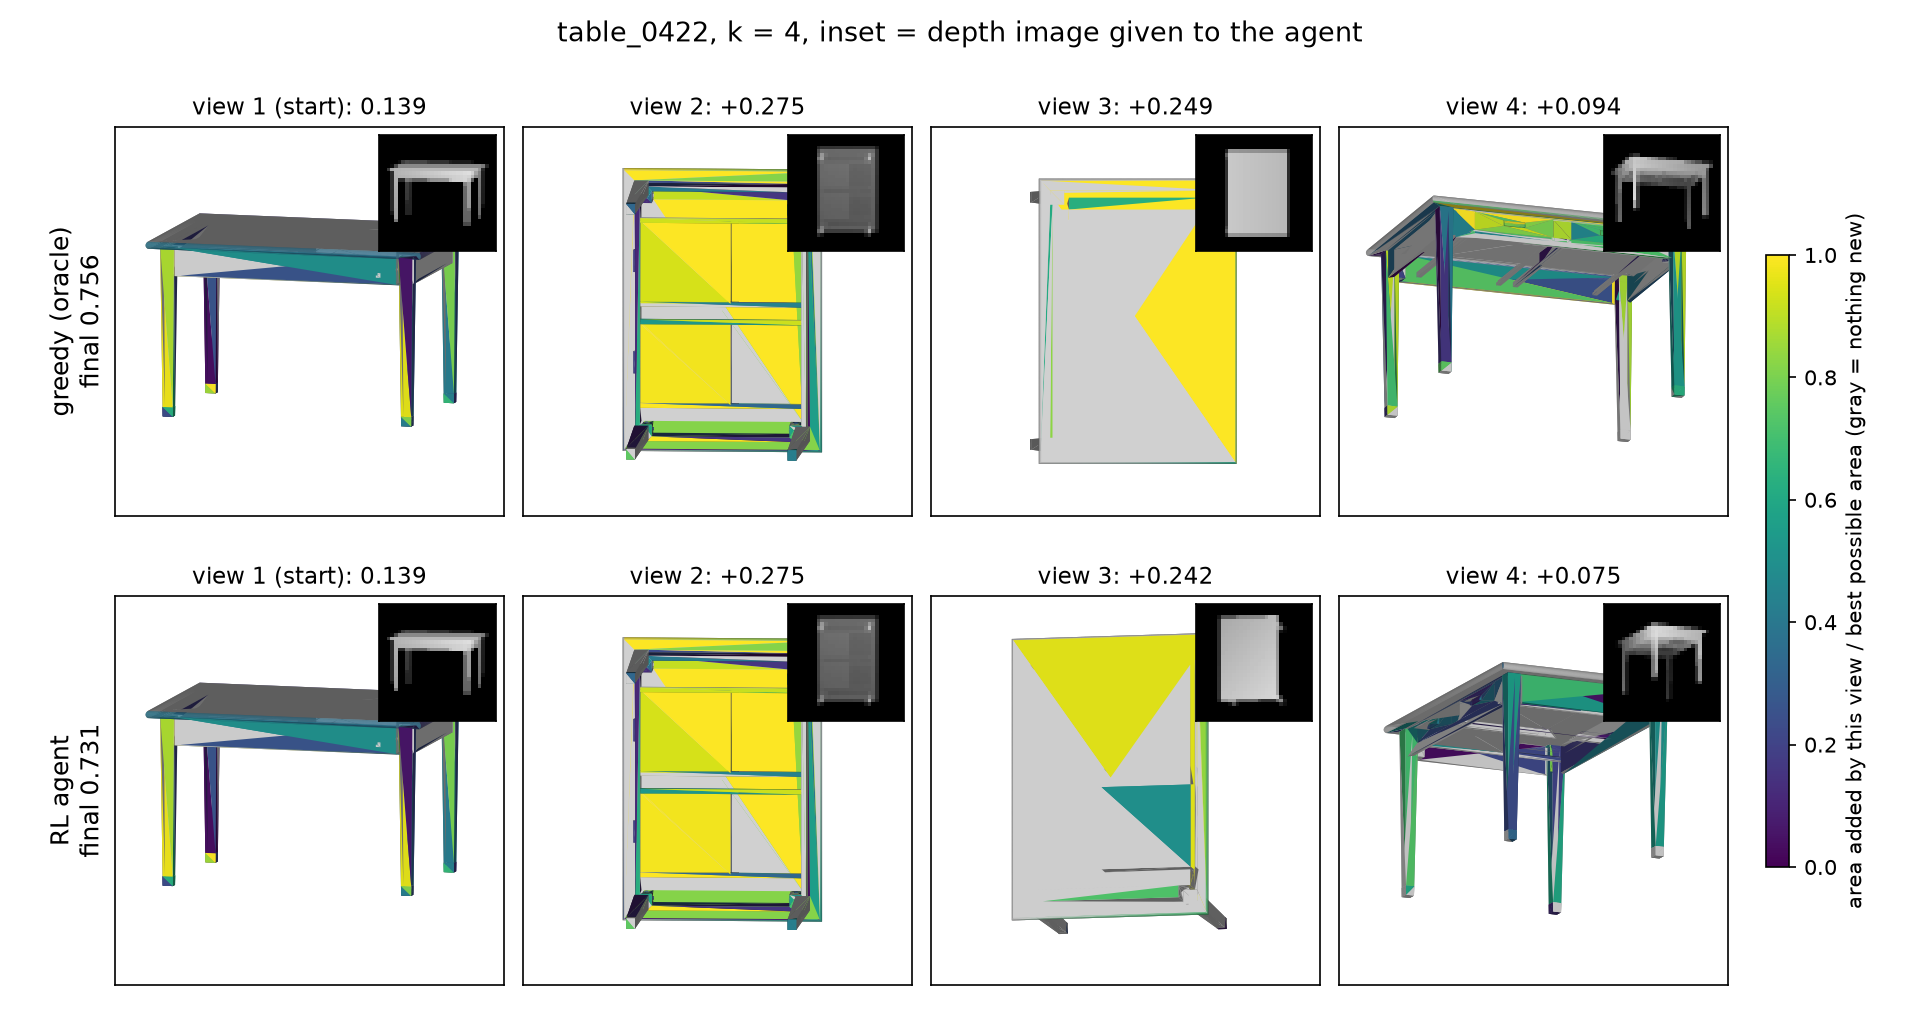 table_0422, k = 4, inset = depth image given to the agent
view 1 (start): 0.139
view 2: +0.275
view 3: +0.249
view 4: +0.094
greedy (oracle)
final 0.756
view 1 (start): 0.139
view 2: +0.275
view 3: +0.242
view 4: +0.075
RL agent
final 0.731
1.0
0.8
0.6
0.4
0.2
0.0
area added by this view / best possible area (gray = nothing new)